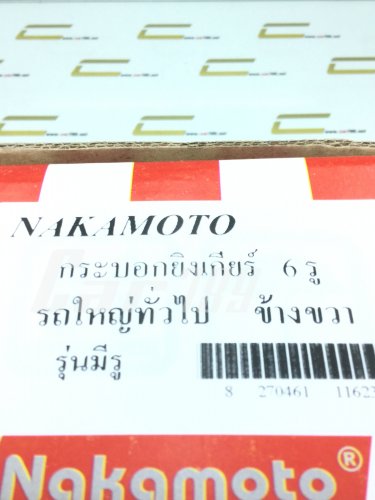 NAKAMOTO
กระบอกยิงเกียร์ 6 รู
รถใหญ่ทั่วไป ข้างขวา
รุ่นมีรู
8 270461 11623
Nakamoto®